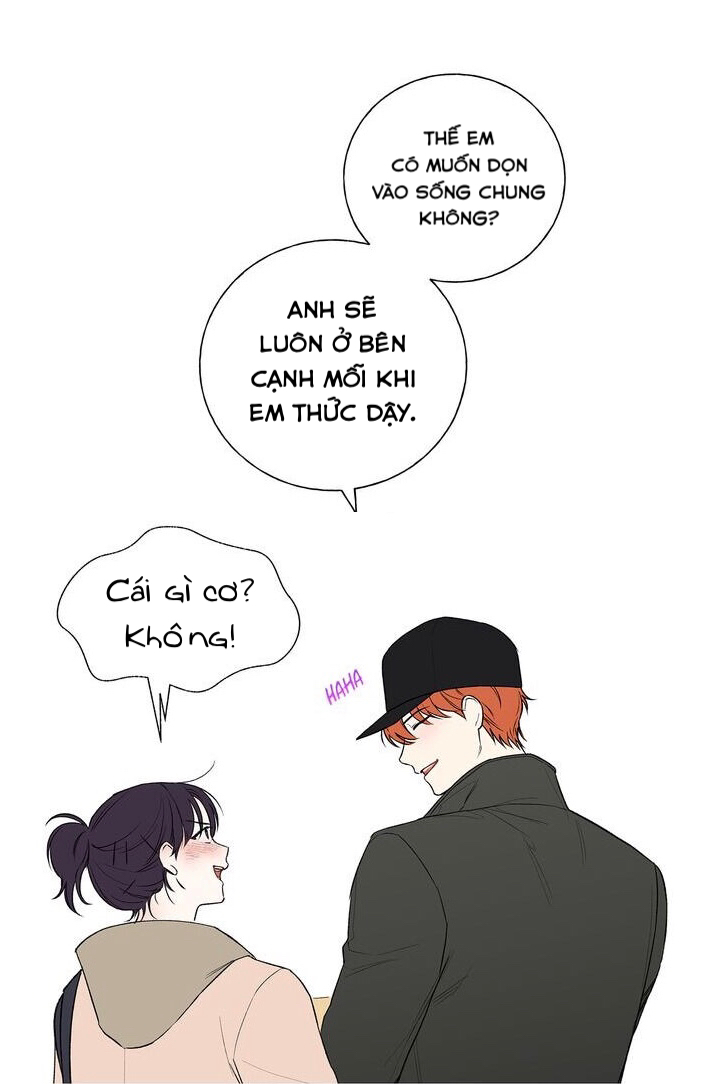 THẾ EM
CÓ MUỐN DỌN
VÀO SỐNG CHUNG
KHÔNG?
ANH SẼ
LUÔN Ở BÊN
CẠNH MỖI KHI
EM THỨC DẬY.
Cái gì cơ?
Không!
HAHA